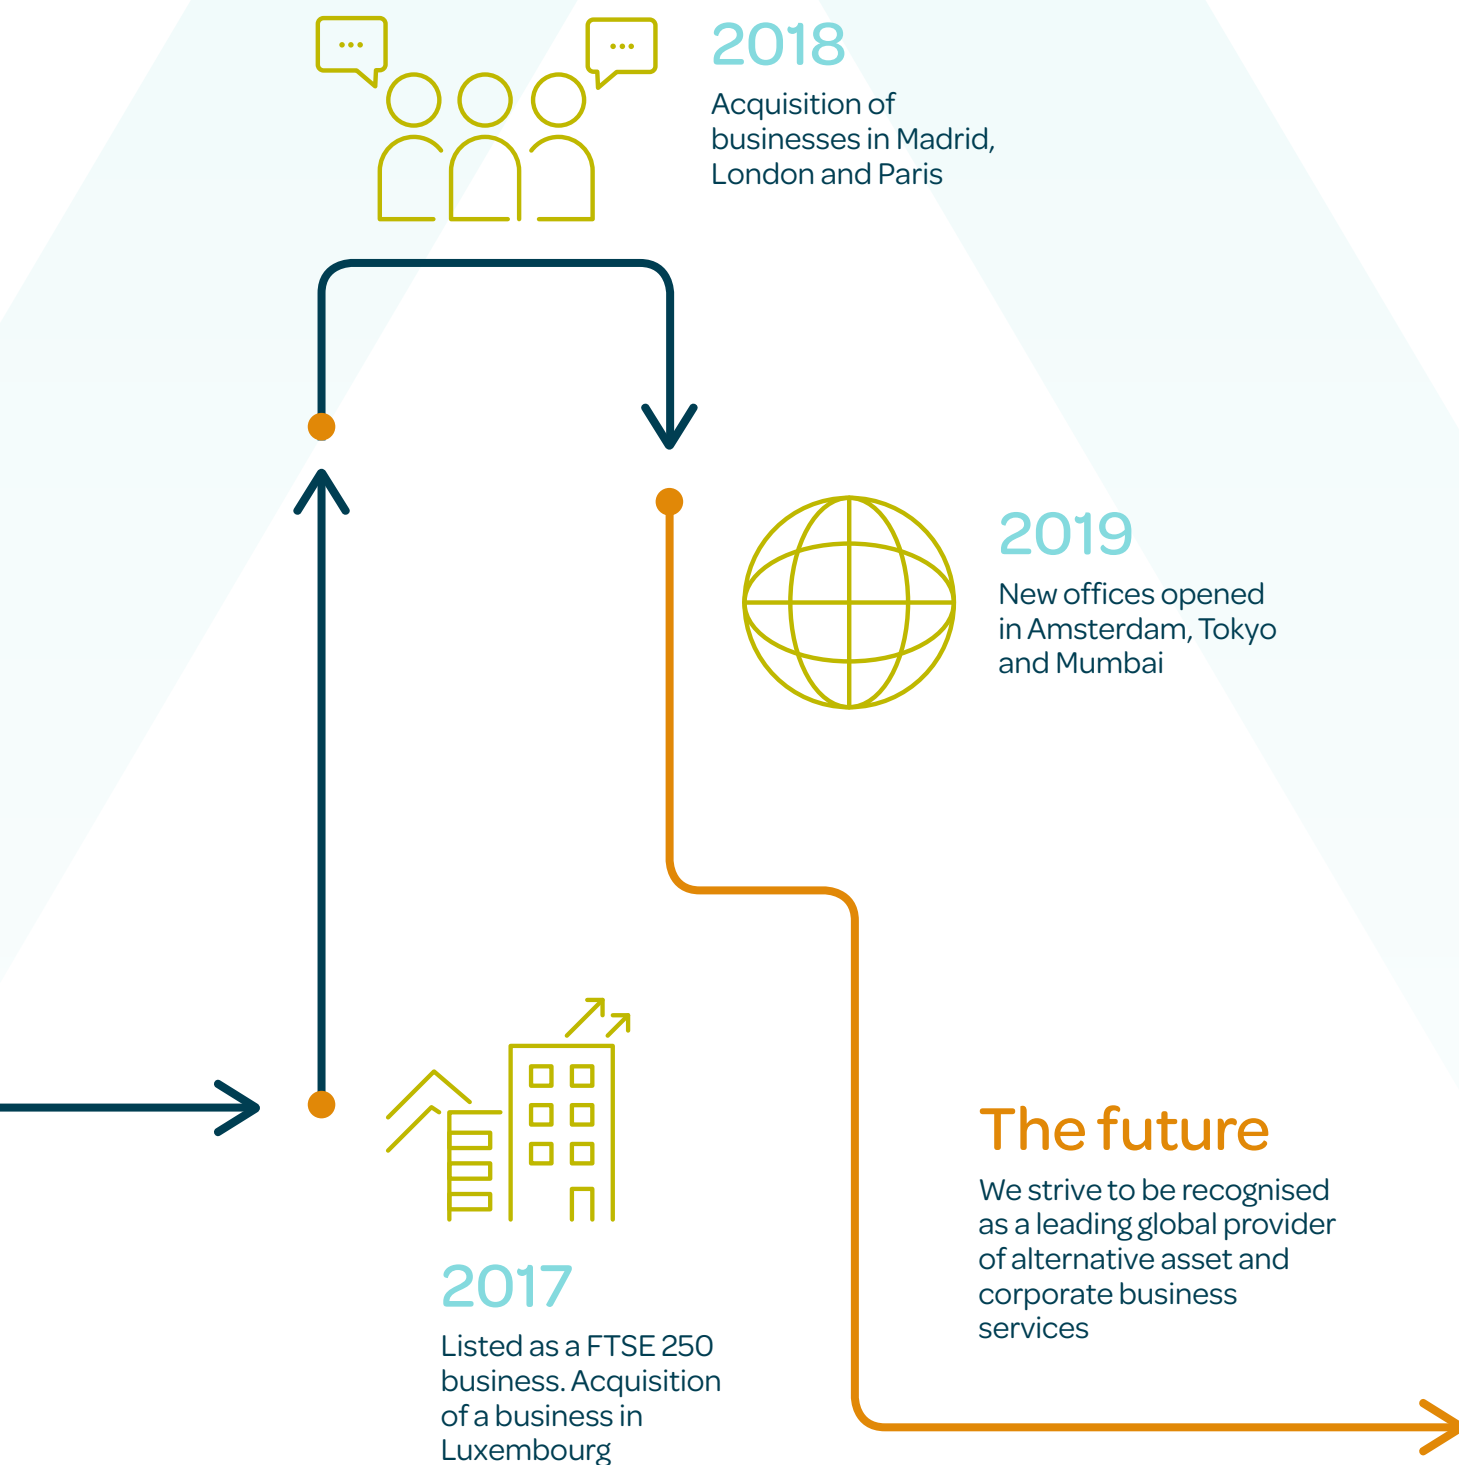 2018
Acquisition of
businesses in Madrid,
London and Paris
2019
New offices opened
in Amsterdam, Tokyo
and Mumbai
2017
Listed as a FTSE 250
business. Acquisition
of a business in
Luxembourg
The future
We strive to be recognised
as a leading global provider
of alternative asset and
corporate business
services